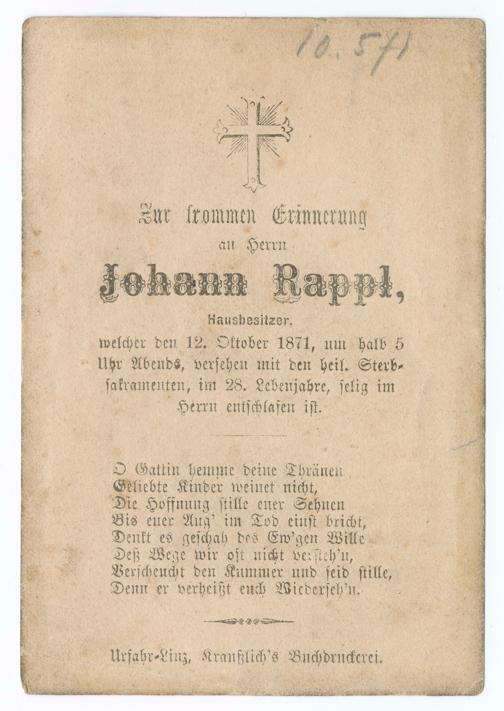 10.571
Zur frommen Erinnerung
an Herrn
Johann Rappl,
Hausbesitzer.
welcher den 12. Oktober 1871, um halb 5
Uhr Abends, versehen mit den heil. Sterb-
sakramenten, im 28. Lebenjahre, selig im
Herrn entschlafen ist.
O Gattin hemme deine Thränen
Geliebte Kinder weinet nicht,
Die Hoffnung stille euer Sehnen
Bis euer Aug' im Tod einst bricht,
Denkt es geschah des Ew'gen Wille
Deß Wege wir oft nicht versteh'n,
Verscheucht den Kummer und seid stille,
Denn er verheißt euch Wiederseh'n.
Urfahr-Linz, Kraußlich's Buchdruckerei.